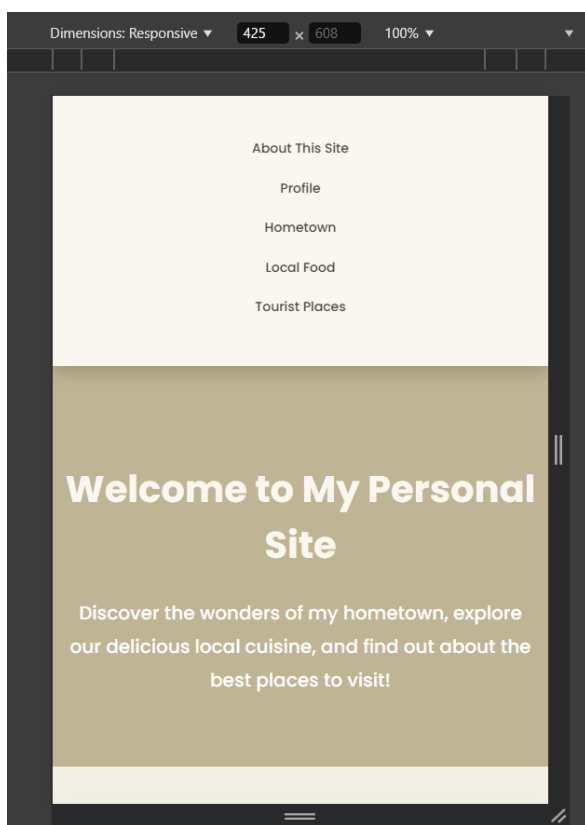 Dimensions: Responsive ▼ 425 × 608 100% ▼ ▼
About This Site
Profile
Hometown
Local Food
Tourist Places
Welcome to My Personal
Site
Discover the wonders of my hometown, explore
our delicious local cuisine, and find out about the
best places to visit!